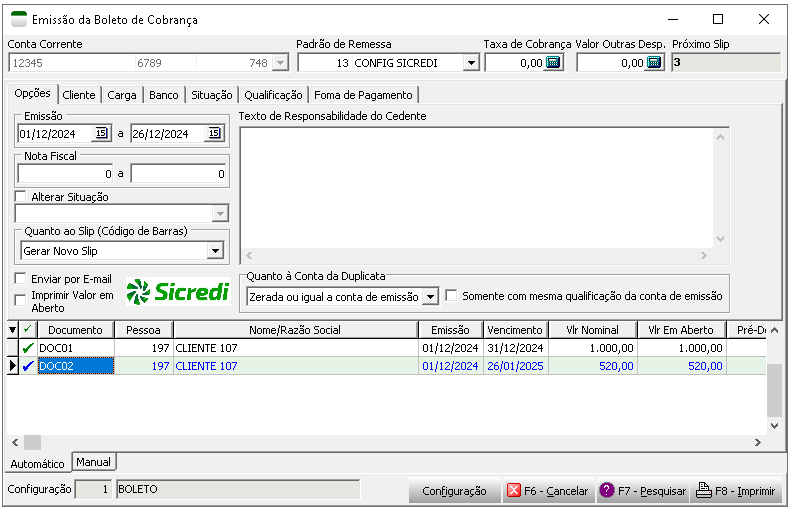 Emissão da Boleto de Cobrança
Conta Corrente Padrão de Remessa Taxa de Cobrança Valor Outras Desp. Próximo Slip
12345 6789 748 13 CONFIG SICREDI 0,00 0,00 3
Opções Cliente Carga Banco Situação Qualificação Foma de Pagamento
Emissão Texto de Responsabilidade do Cedente
01/12/2024 15 a 26/12/2024 15
Nota Fiscal
0 a 0
Alterar Situação
Quanto ao Slip (Código de Barras)
Gerar Novo Slip
Enviar por E-mail
Imprimir Valor em
Aberto
Sicredi
Quanto à Conta da Duplicata
Zerada ou igual a conta de emissão Somente com mesma qualificação da conta de emissão
Documento Pessoa Nome/Razão Social Emissão Vencimento Vlr Nominal Vlr Em Aberto Pré-D
DOC01 197 CLIENTE 107 01/12/2024 31/12/2024 1.000,00 1.000,00
DOC02 197 CLIENTE 107 01/12/2024 26/01/2025 520,00 520,00
Automático Manual
Configuração 1 BOLETO Configuração F6 - Cancelar F7 - Pesquisar F8 - Imprimir